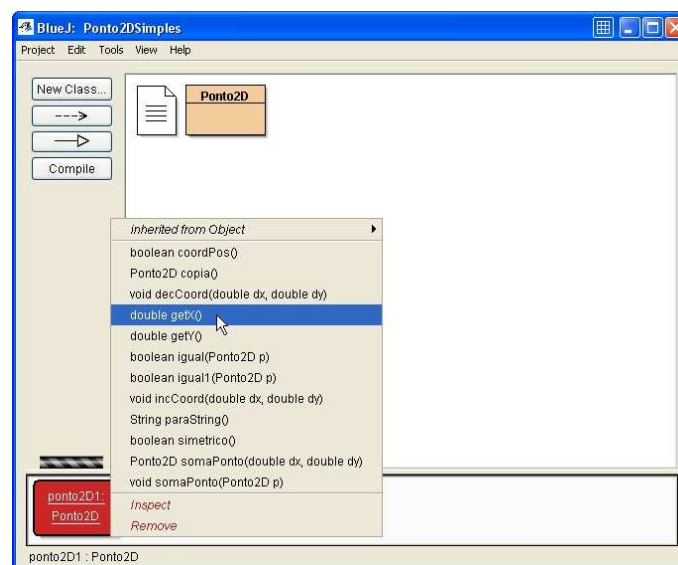 BlueJ: Ponto2DSimples
Project Edit Tools View Help
New Class...
Compile
Ponto2D
inherited from Object
boolean coordPos()
Ponto2D copia()
void decCoord(double dx, double dy)
double getX()
double getY()
boolean igual(Ponto2D p)
boolean igual1(Ponto2D p)
void incCoord(double dx, double dy)
String paraString()
boolean simetrico()
Ponto2D somaPonto(double dx, double dy)
void somaPonto(Ponto2D p)
Inspect
Remove
ponto2D1:
Ponto2D
ponto2D1 : Ponto2D